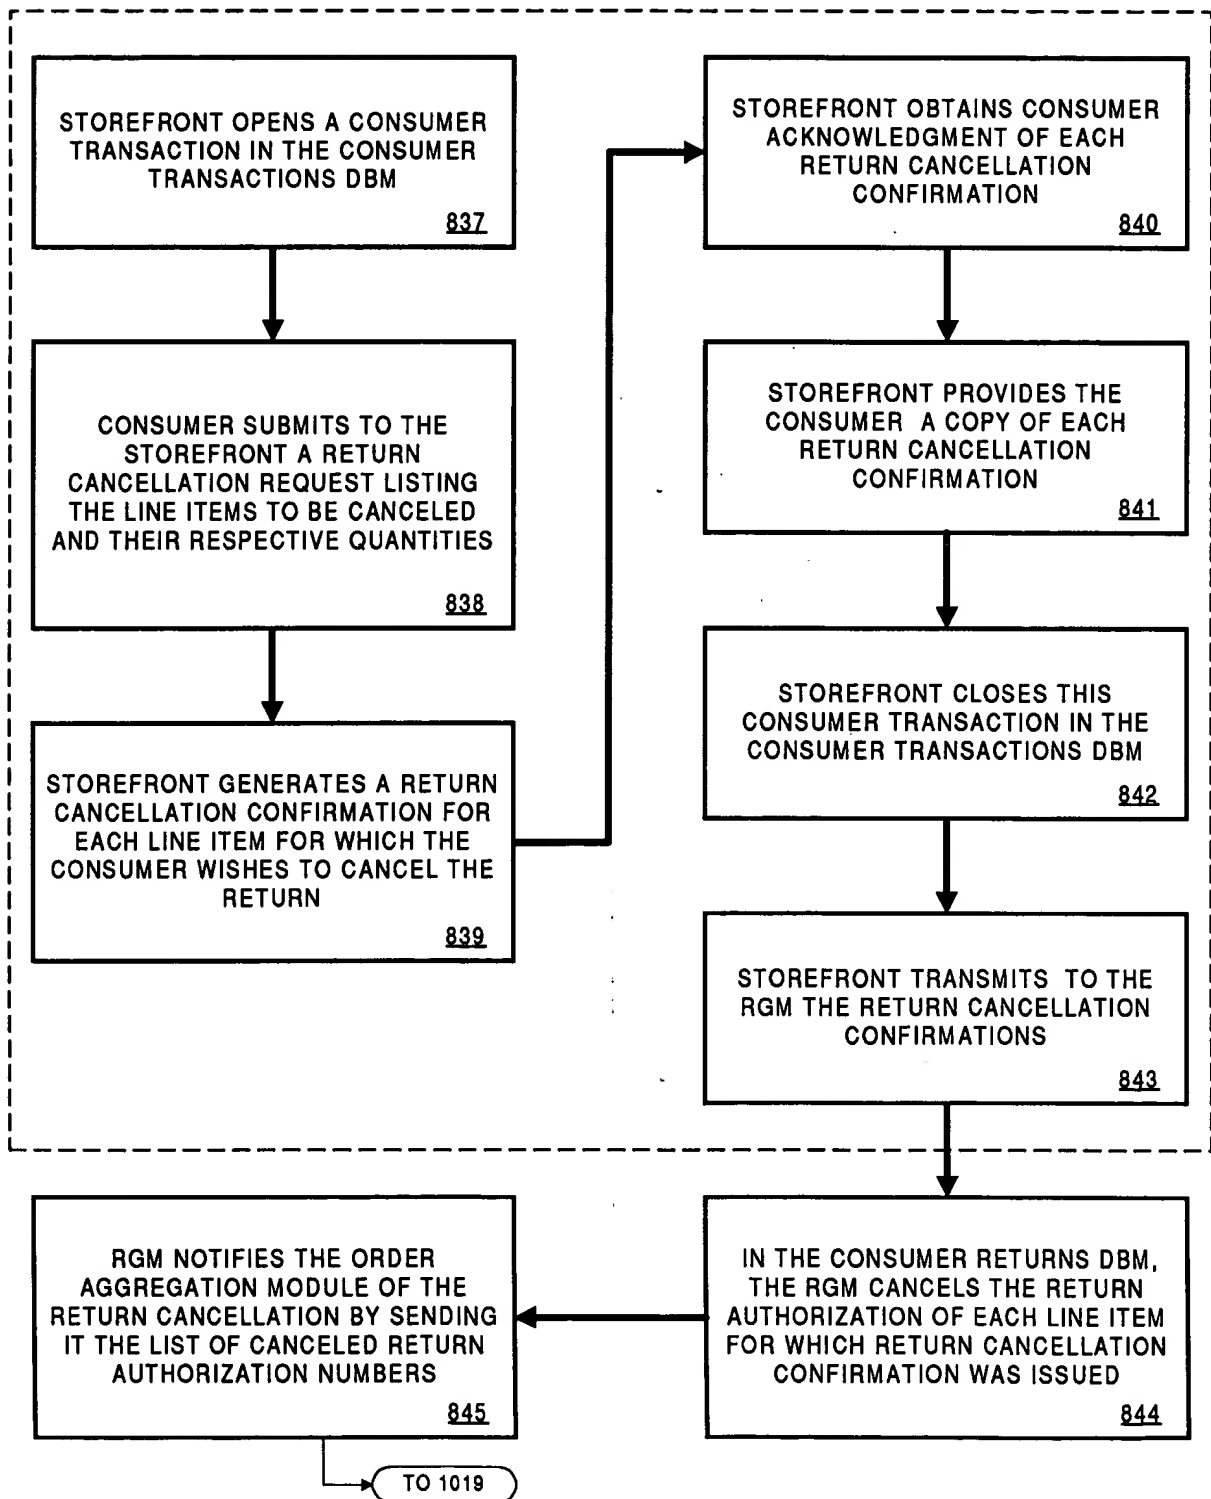 STOREFRONT OPENS A CONSUMER
TRANSACTION IN THE CONSUMER
TRANSACTIONS DBM
837
CONSUMER SUBMITS TO THE
STOREFRONT A RETURN
CANCELLATION REQUEST LISTING
THE LINE ITEMS TO BE CANCELED
AND THEIR RESPECTIVE QUANTITIES
838
STOREFRONT GENERATES A RETURN
CANCELLATION CONFIRMATION FOR
EACH LINE ITEM FOR WHICH THE
CONSUMER WISHES TO CANCEL THE
RETURN
839
STOREFRONT OBTAINS CONSUMER
ACKNOWLEDGMENT OF EACH
RETURN CANCELLATION
CONFIRMATION
840
STOREFRONT PROVIDES THE
CONSUMER A COPY OF EACH
RETURN CANCELLATION
CONFIRMATION
841
STOREFRONT CLOSES THIS
CONSUMER TRANSACTION IN THE
CONSUMER TRANSACTIONS DBM
842
STOREFRONT TRANSMITS TO THE
RGM THE RETURN CANCELLATION
CONFIRMATIONS
843
IN THE CONSUMER RETURNS DBM,
THE RGM CANCELS THE RETURN
AUTHORIZATION OF EACH LINE ITEM
FOR WHICH RETURN CANCELLATION
CONFIRMATION WAS ISSUED
844
RGM NOTIFIES THE ORDER
AGGREGATION MODULE OF THE
RETURN CANCELLATION BY SENDING
IT THE LIST OF CANCELED RETURN
AUTHORIZATION NUMBERS
845
TO 1019